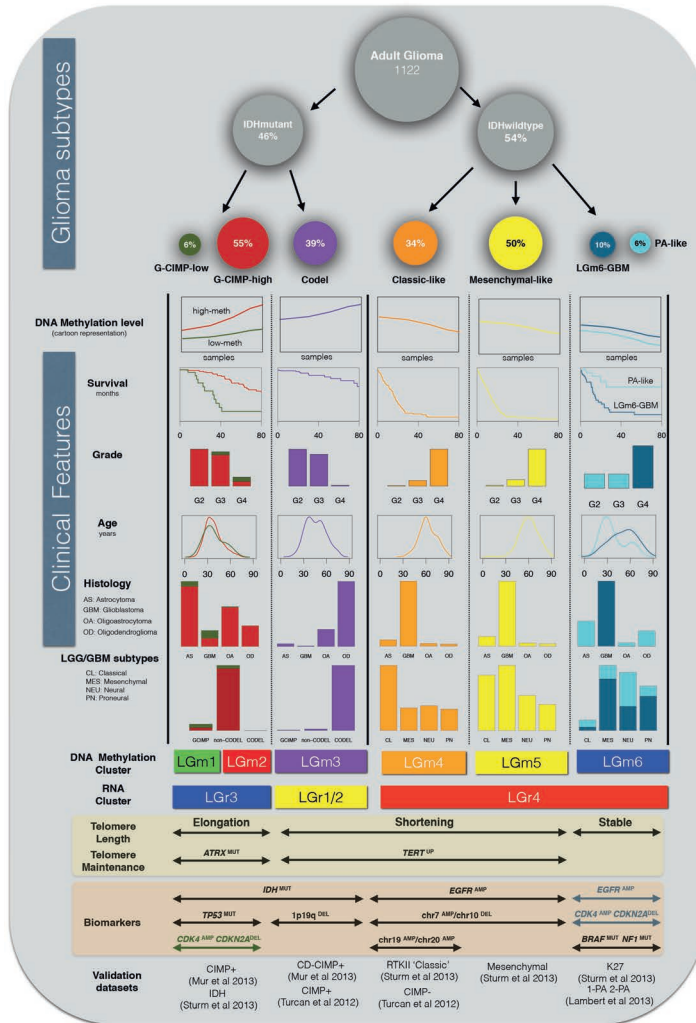 Glioma subtypes
Adult Glioma
1122
IDHmutant
46%
IDHwildtype
54%
6%
55%
39%
34%
50%
10%
6%
PA-like
G-CIMP-low
G-CIMP-high
Codel
Classic-like
Mesenchymal-like
LGm6-GBM
Clinical Features
DNA Methylation level
(cartoon representation)
high-meth
low-meth
samples
samples
samples
samples
samples
Survival
months
PA-like
LGm6-GBM
0 40 80
0 40 80
0 40 80
0 40 80
0 40 80
Grade
G2 G3 G4
G2 G3 G4
G2 G3 G4
G2 G3 G4
G2 G3 G4
Age
years
0 30 60 90
0 30 60 90
0 30 60 90
0 30 60 90
0 30 60 90
Histology
AS: Astrocytoma
GBM: Glioblastoma
OA: Oligoastrocytoma
OD: Oligodendroglioma
AS GBM OA OD
AS GBM OA OD
AS GBM OA OD
AS GBM OA OD
AS GBM OA OD
LGG/GBM subtypes
CL: Classical
MES: Mesenchymal
NEU: Neural
PN: Proneural
GCIMP non-CODEL CODEL
GCIMP non-CODEL CODEL
CL MES NEU PN
CL MES NEU PN
CL MES NEU PN
DNA Methylation
Cluster
LGm1 LGm2 LGm3 LGm4 LGm5 LGm6
RNA
Cluster
LGr3 LGr1/2 LGr4
Telomere
Length
Elongation Shortening Stable
Telomere
Maintenance
ATRX MUT TERT UP
Biomarkers
IDH MUT EGFR AMP EGFR AMP
TP53 MUT 1p19q DEL chr7 AMP/chr10 DEL CDK4 AMP CDKN2A DEL
CDK4 AMP CDKN2A DEL chr19 AMP/chr20 AMP BRAF MUT NF1 MUT
Validation
datasets
CIMP+
(Mur et al 2013)
IDH
(Sturm et al 2013)
CD-CIMP+
(Mur et al 2013)
CIMP+
(Turcan et al 2012)
RTKII 'Classic'
(Sturm et al 2013)
CIMP-
(Turcan et al 2012)
Mesenchymal
(Sturm et al 2013)
K27
(Sturm et al 2013)
1-PA 2-PA
(Lambert et al 2013)